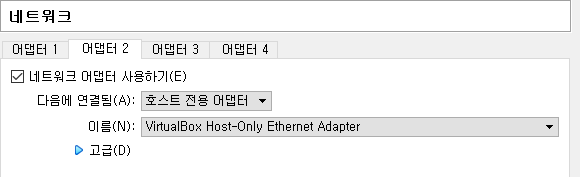 네트워크
어댑터 1 어댑터 2 어댑터 3 어댑터 4
네트워크 어댑터 사용하기(E)
다음에 연결됨(A): 호스트 전용 어댑터
이름(N): VirtualBox Host-Only Ethernet Adapter
고급(D)